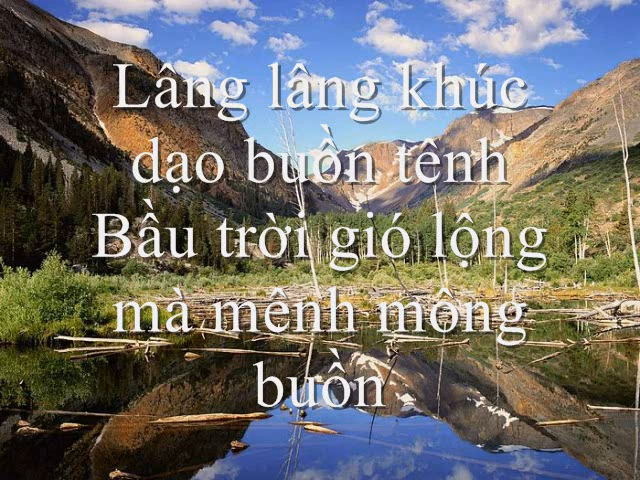 Lâng lâng khúc
dạo buồn tênh
Bầu trời gió lộng
mà mênh mông
buồn